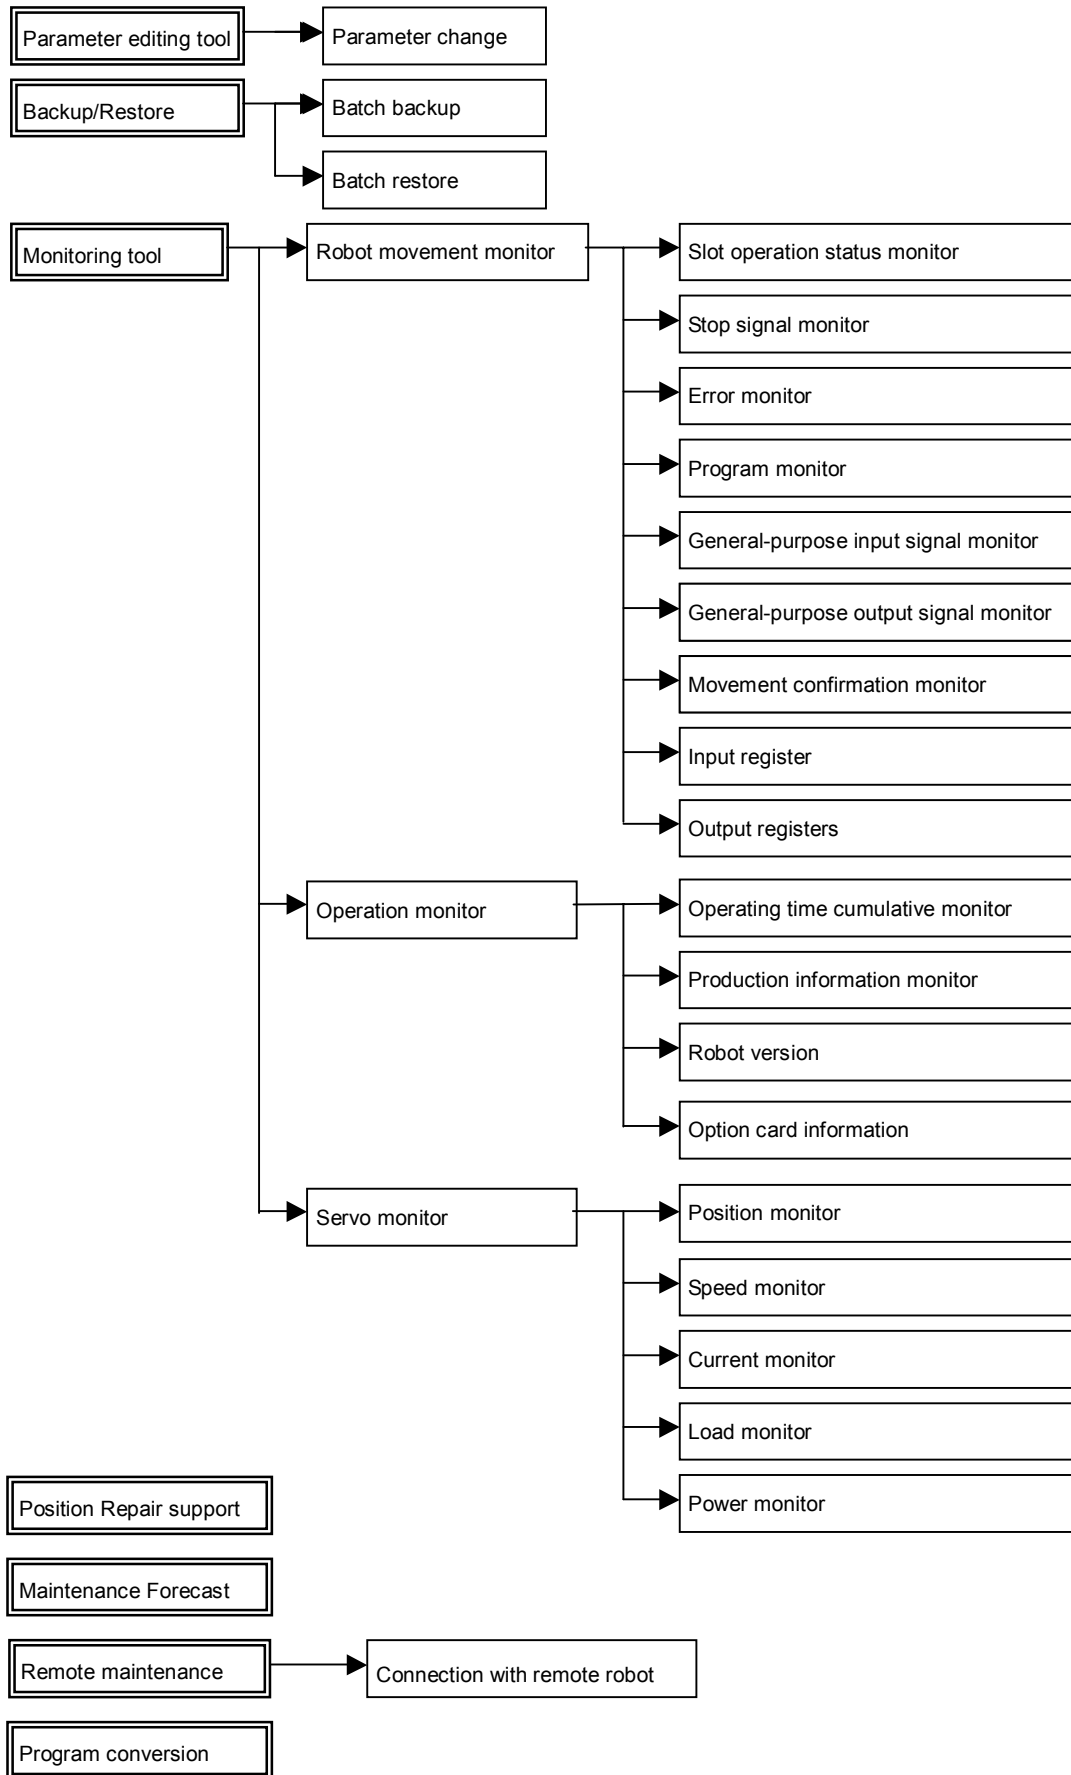 Parameter editing tool
Parameter change
Backup/Restore
Batch backup
Batch restore
Monitoring tool
Robot movement monitor
Slot operation status monitor
Stop signal monitor
Error monitor
Program monitor
General-purpose input signal monitor
General-purpose output signal monitor
Movement confirmation monitor
Input register
Output registers
Operation monitor
Operating time cumulative monitor
Production information monitor
Robot version
Option card information
Servo monitor
Position monitor
Speed monitor
Current monitor
Load monitor
Power monitor
Position Repair support
Maintenance Forecast
Remote maintenance
Connection with remote robot
Program conversion